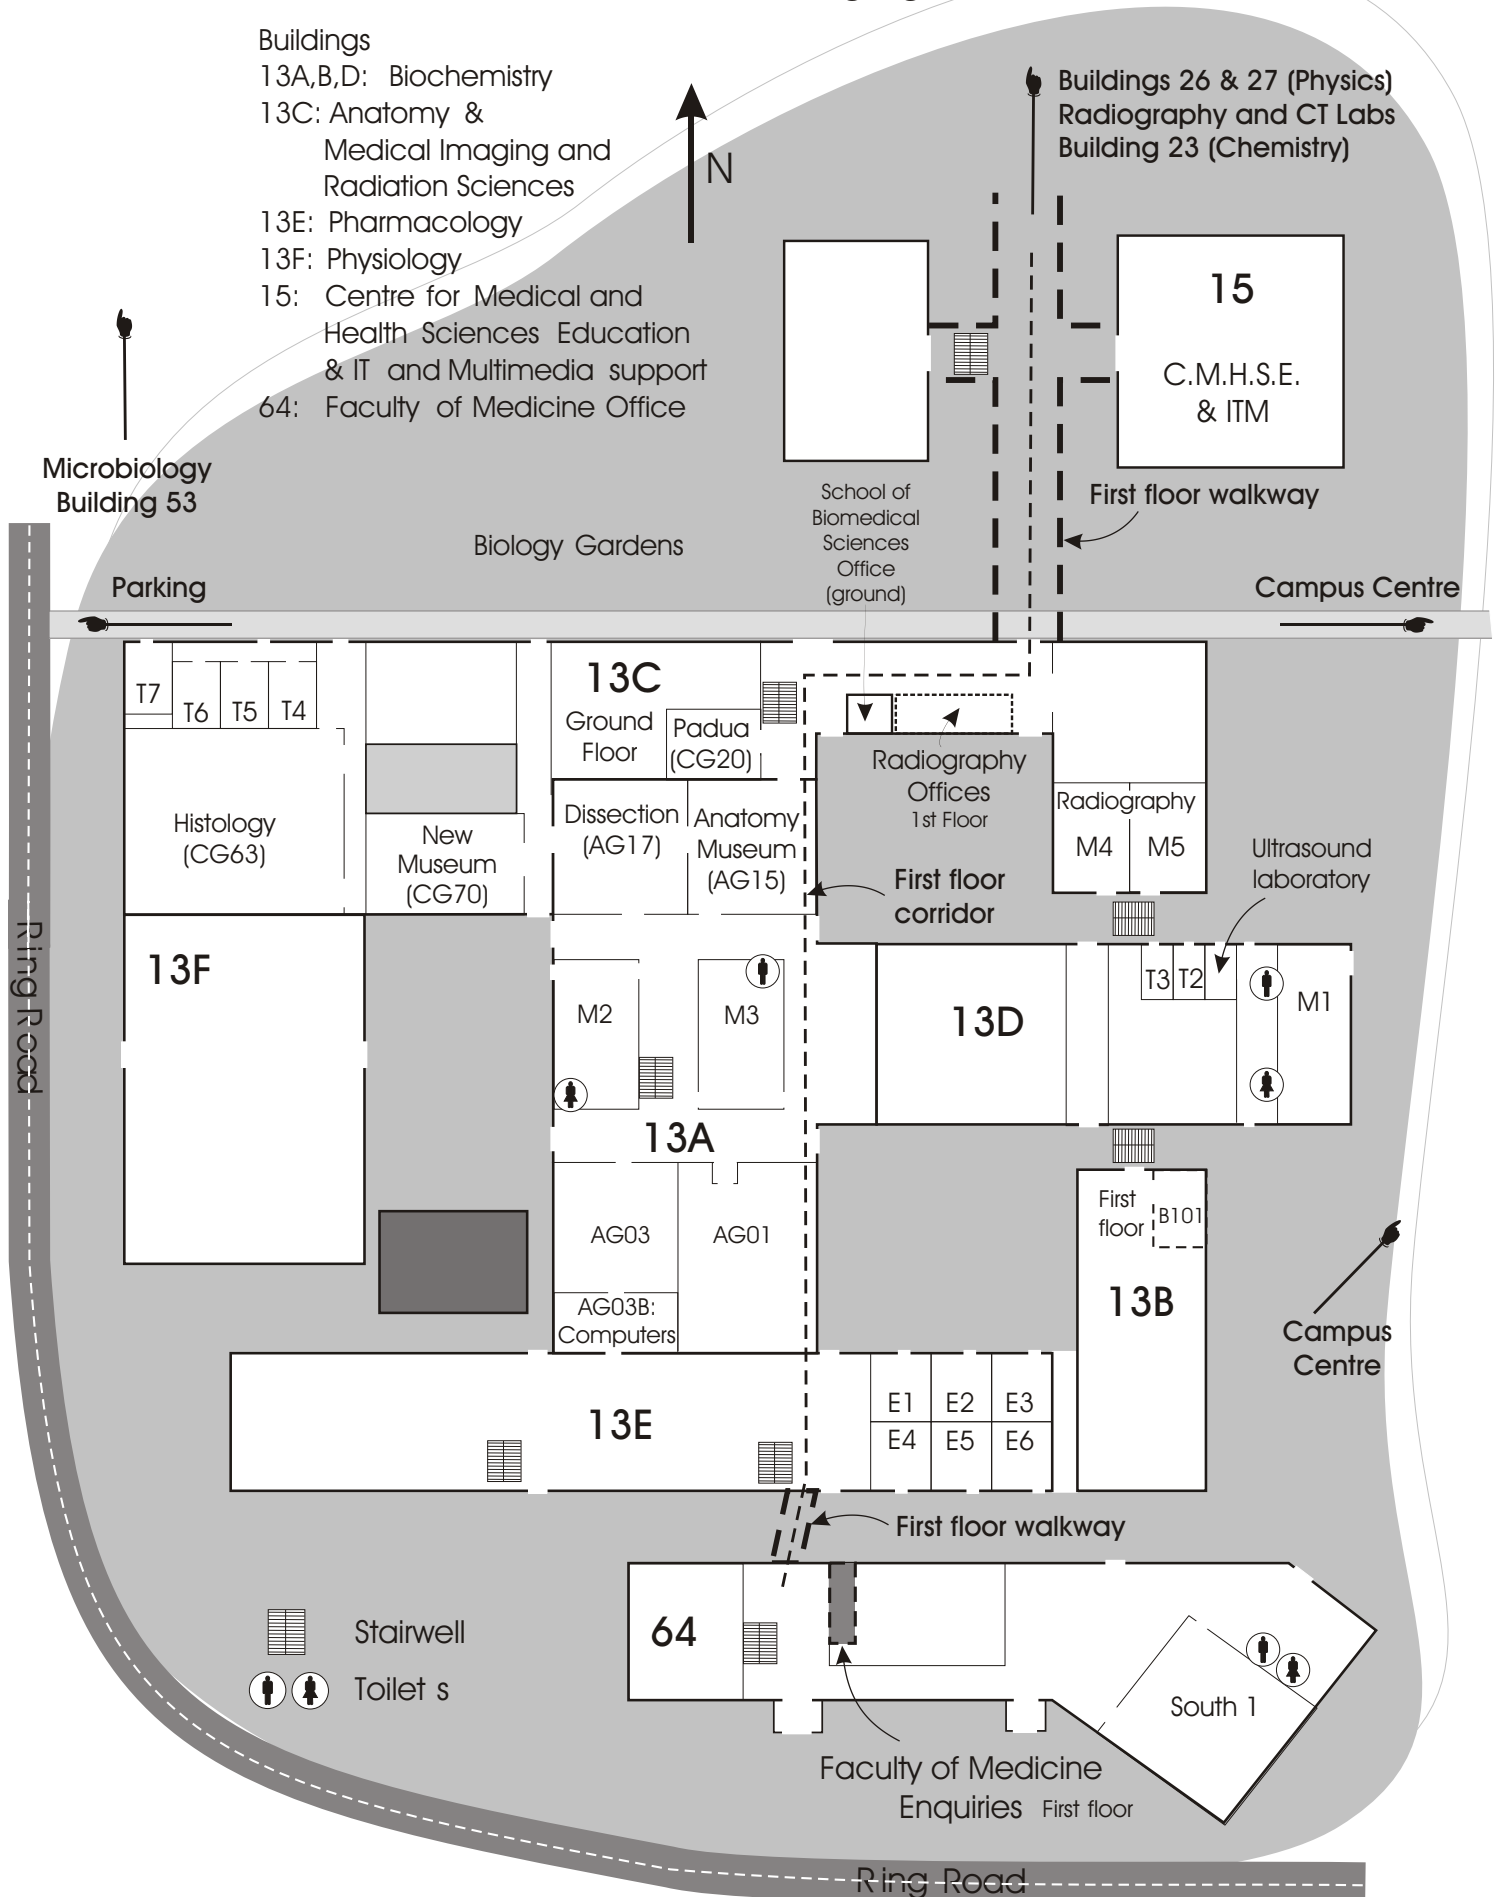 Buildings
13A,B,D: Biochemistry
13C: Anatomy &
Medical Imaging and
Radiation Sciences
13E: Pharmacology
13F: Physiology
15: Centre for Medical and
Health Sciences Education
& IT and Multimedia support
64: Faculty of Medicine Office
N
Buildings 26 & 27 (Physics)
Radiography and CT Labs
Building 23 (Chemistry)
15
C.M.H.S.E.
& ITM
Microbiology
Building 53
School of
Biomedical
Sciences
Office
(ground)
First floor walkway
Biology Gardens
Parking
Campus Centre
T7
T6
T5
T4
13C
Ground
Floor
Padua
(CG20)
Radiography
Offices
1st Floor
Radiography
M4
M5
Histology
(CG63)
New
Museum
(CG70)
Dissection
(AG17)
Anatomy
Museum
(AG15)
First floor
corridor
Ultrasound
laboratory
Ring Road
13F
M2
M3
13D
T3
T2
M1
13A
AG03
AG01
AG03B:
Computers
First
floor
B101
13B
Campus
Centre
13E
E1
E2
E3
E4
E5
E6
First floor walkway
64
South 1
Stairwell
Toilet s
Faculty of Medicine
Enquiries First floor
Ring Road